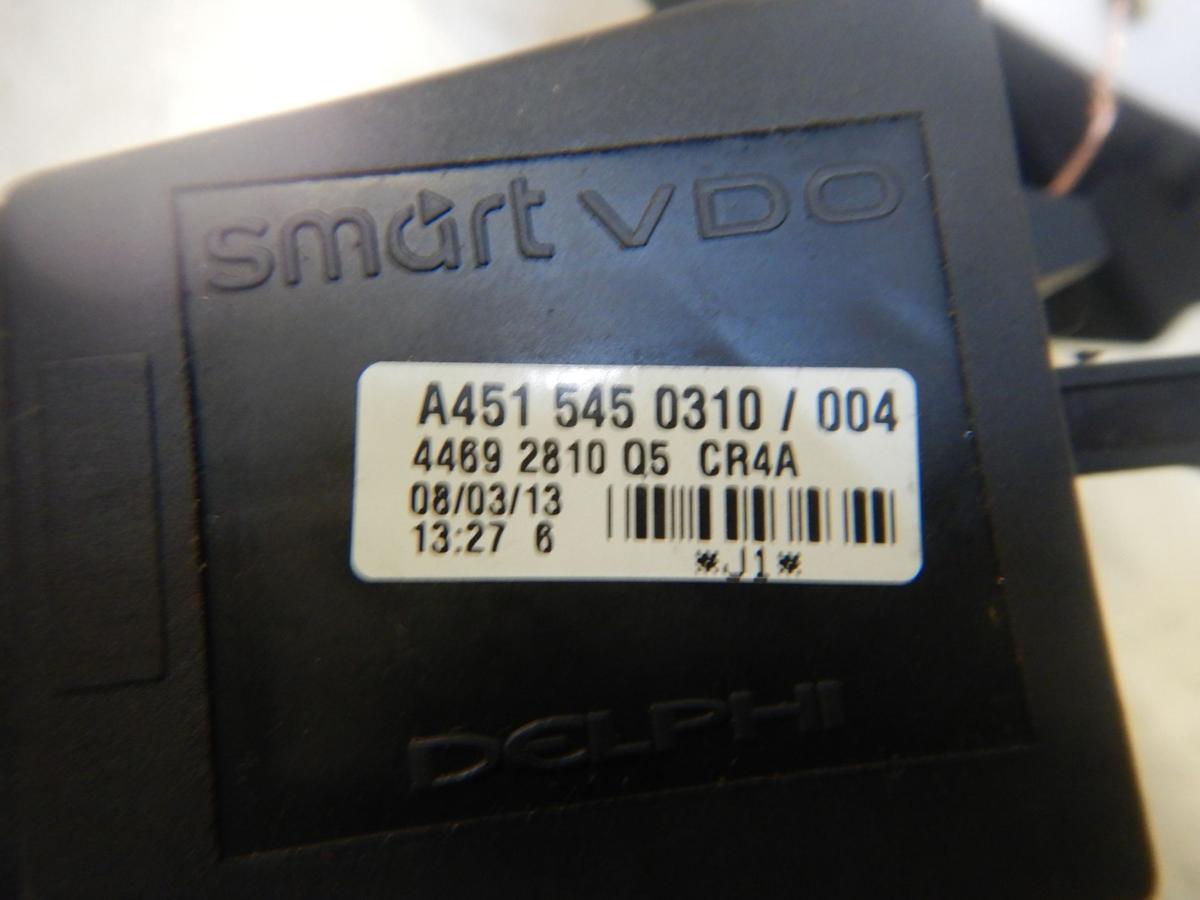 smart VDO
A451 545 0310 / 004
4469 2810 Q5 CR4A
08/03/13
13:27 6
*J1*
DELPHI